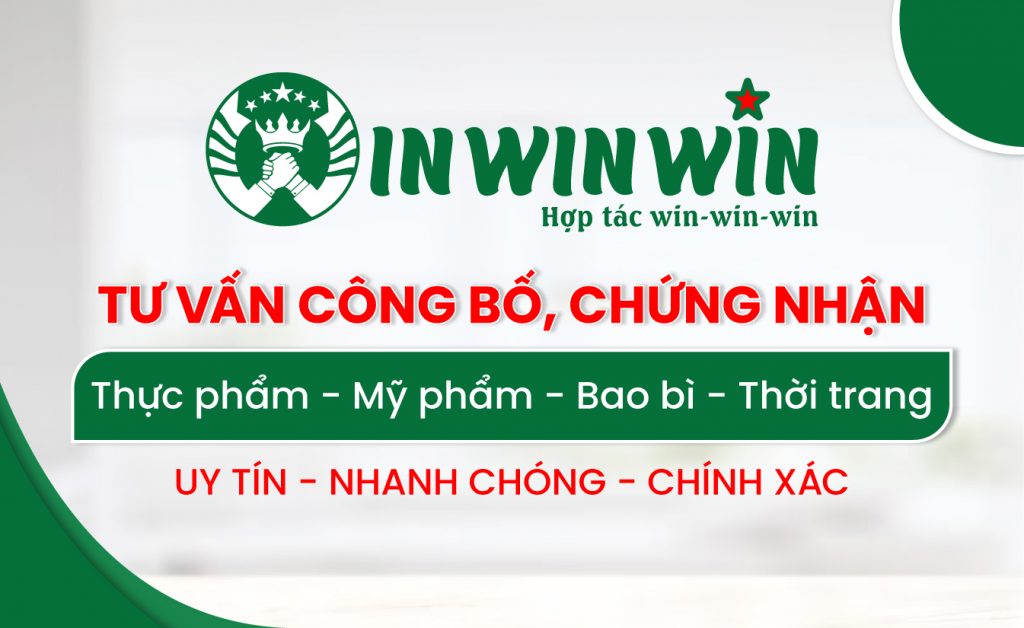 INWINWIN
Hợp tác win-win-win
TƯ VẤN CÔNG BỐ, CHỨNG NHẬN
Thực phẩm - Mỹ phẩm - Bao bì - Thời trang
UY TÍN - NHANH CHÓNG - CHÍNH XÁC